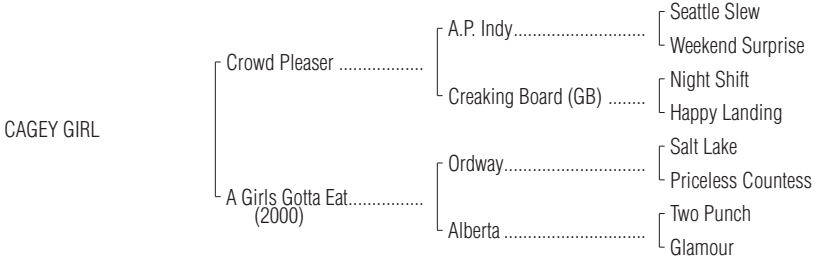 Seattle Slew
A.P. Indy.............................
Weekend Surprise
Crowd Pleaser ..................
Night Shift
Creaking Board (GB) ........
Happy Landing
CAGEY GIRL
Salt Lake
Ordway..............................
Priceless Countess
A Girls Gotta Eat................
(2000)
Two Punch
Alberta ..............................
Glamour